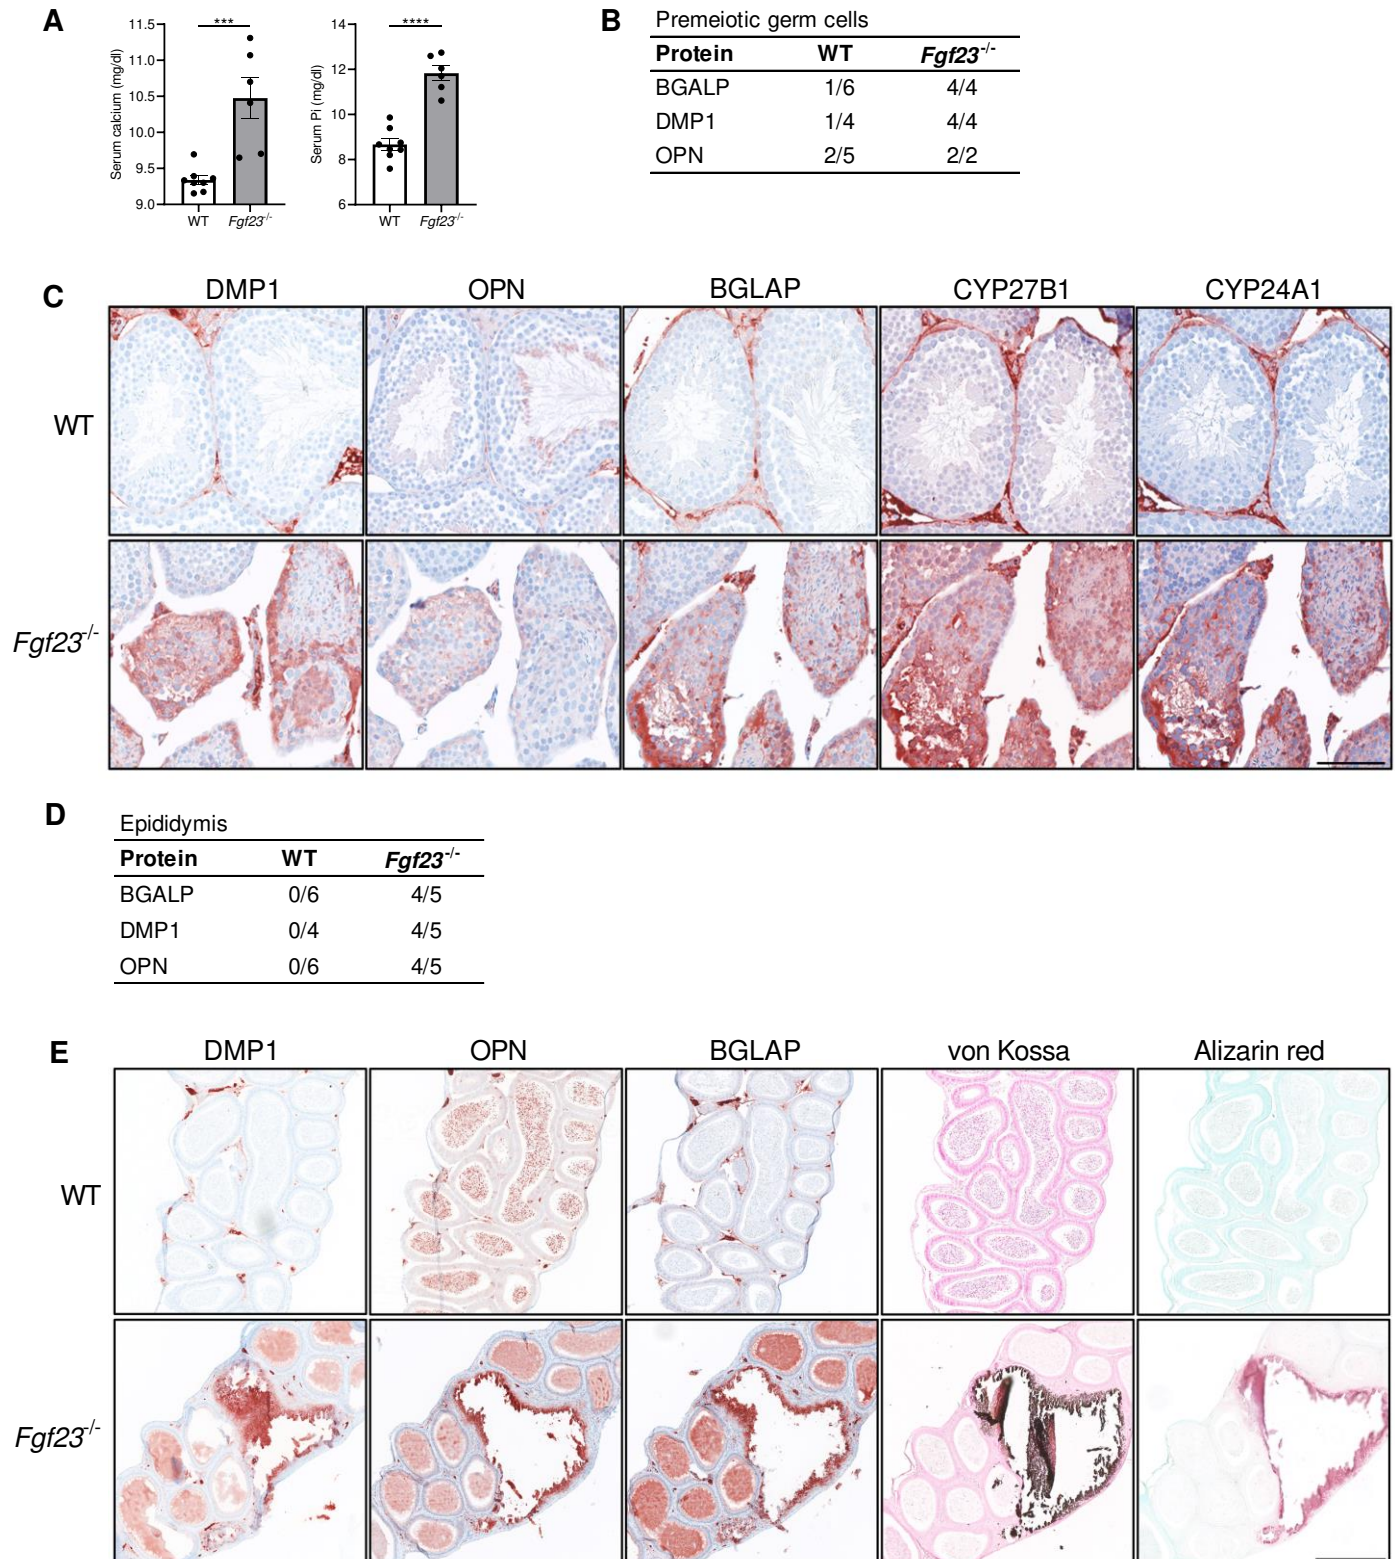 A
Serum calcium (mg/dl)
11.5
11.0
10.5
10.0
9.5
9.0
***
WT
Fgf23-/-
Serum Pi (mg/dl)
14
12
10
8
6
****
WT
Fgf23-/-
B
Premeiotic germ cells
Protein WT Fgf23-/-
BGALP 1/6 4/4
DMP1 1/4 4/4
OPN 2/5 2/2
C
DMP1 OPN BGLAP CYP27B1 CYP24A1
WT
Fgf23-/-
D
Epididymis
Protein WT Fgf23-/-
BGALP 0/6 4/5
DMP1 0/4 4/5
OPN 0/6 4/5
E
DMP1 OPN BGLAP von Kossa Alizarin red
WT
Fgf23-/-